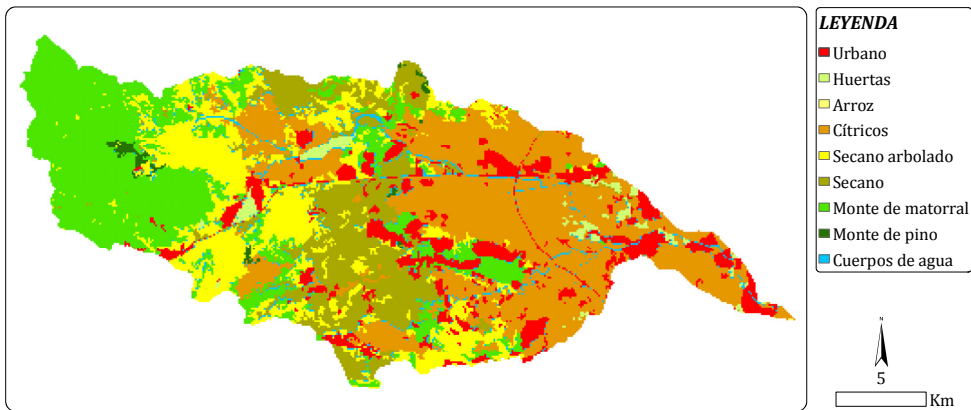 LEYENDA
Urbano
Huertas
Arroz
Cítricos
Secano arbolado
Secano
Monte de matorral
Monte de pino
Cuerpos de agua
N
5
Km